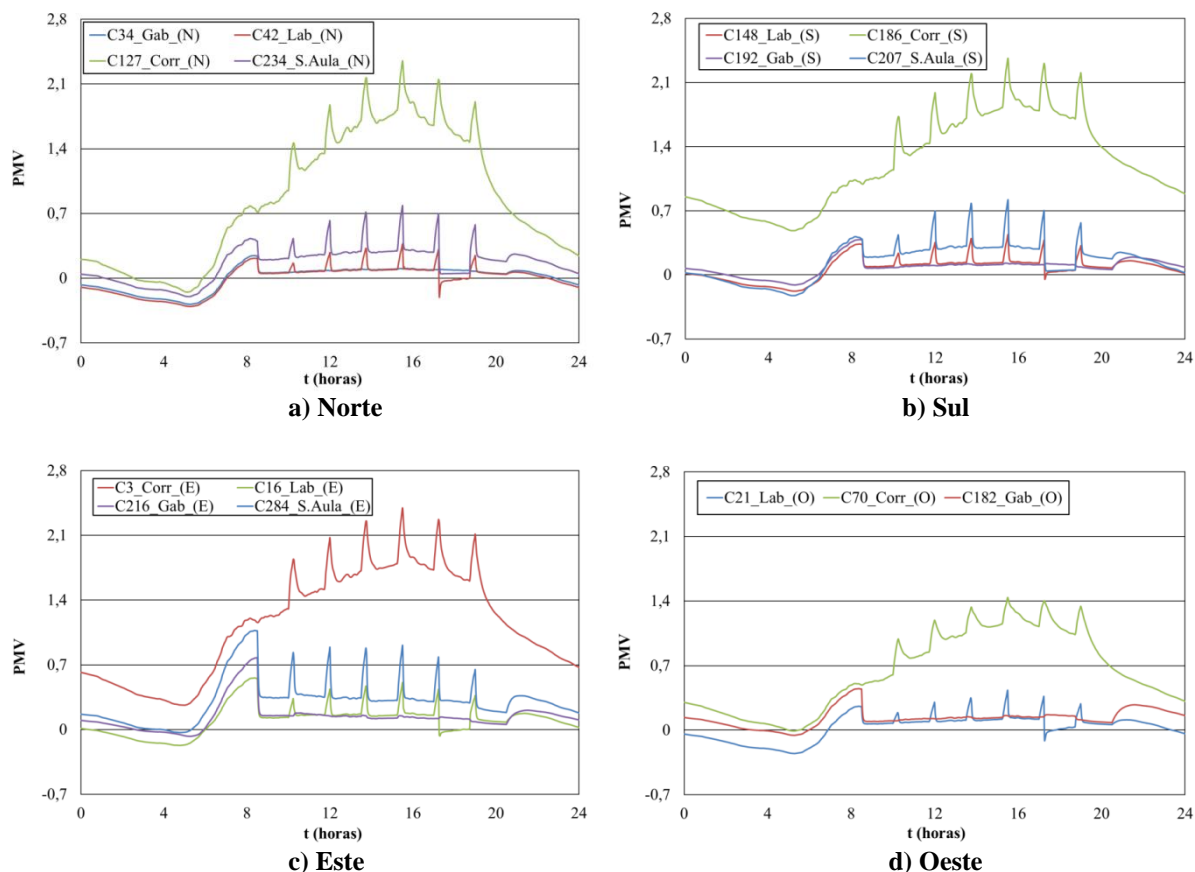 2,8
2,1
1,4
0,7
0
-0,7
PMV
C34_Gab_(N) C42_Lab_(N)
C127_Corr_(N) C234_S.Aula_(N)
0 4 8 12 16 20 24
t (horas)
a) Norte
2,8
2,1
1,4
0,7
0
-0,7
PMV
C148_Lab_(S) C186_Corr_(S)
C192_Gab_(S) C207_S.Aula_(S)
0 4 8 12 16 20 24
t (horas)
b) Sul
2,8
2,1
1,4
0,7
0
-0,7
PMV
C3_Corr_(E) C16_Lab_(E)
C216_Gab_(E) C284_S.Aula_(E)
0 4 8 12 16 20 24
t (horas)
c) Este
2,8
2,1
1,4
0,7
0
-0,7
PMV
C21_Lab_(O) C70_Corr_(O) C182_Gab_(O)
0 4 8 12 16 20 24
t (horas)
d) Oeste